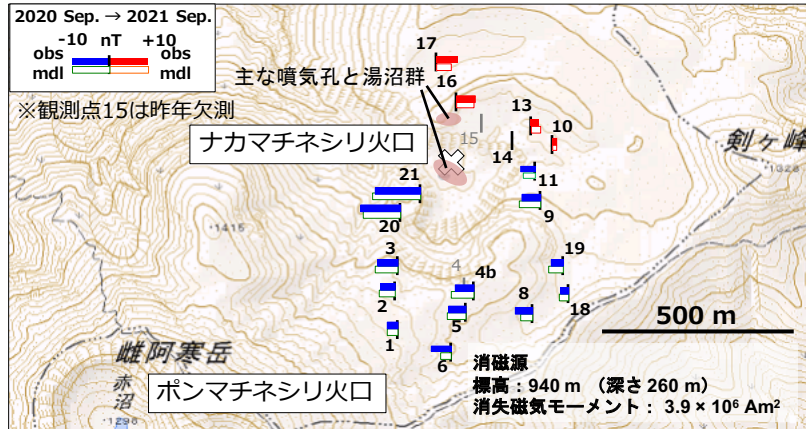 2020 Sep. → 2021 Sep.
-10 nT +10
obs obs
mdl mdl
※観測点15は昨年欠測
主な噴気孔と湯沼群
ナカマチネシリ火口
17
16
15
13
14
10
11
9
21
20
3
2
1
4
4b
5
6
8
19
18
剣ヶ峰
1328
1415
500 m
雌阿寒岳
赤沼
1298
ポンマチネシリ火口
消磁源
標高：940 m （深さ 260 m）
消失磁気モーメント： 3.9 × 10⁶ Am²